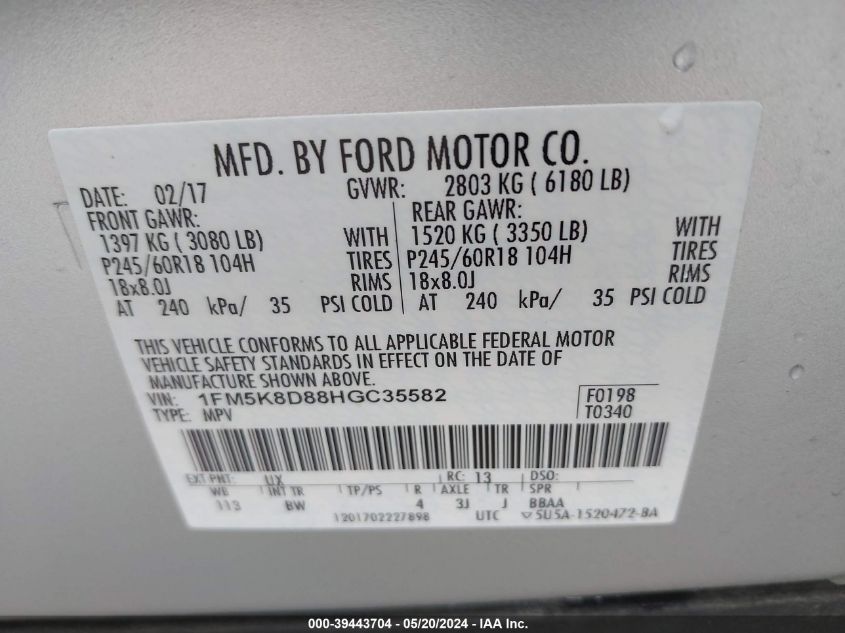 MFD. BY FORD MOTOR CO.
DATE: 02/17 GVWR: 2803 KG ( 6180 LB)
FRONT GAWR: REAR GAWR:
1397 KG ( 3080 LB) WITH 1520 KG ( 3350 LB) WITH
P245/60R18 104H TIRES P245/60R18 104H TIRES
18x8.0J RIMS 18x8.0J RIMS
AT 240 kPa/ 35 PSI COLD AT 240 kPa/ 35 PSI COLD
THIS VEHICLE CONFORMS TO ALL APPLICABLE FEDERAL MOTOR
VEHICLE SAFETY STANDARDS IN EFFECT ON THE DATE OF
MANUFACTURE SHOWN ABOVE.
VIN: 1FM5K8D88HGC35582 F0198
TYPE: MPV T0340
EXT PNT: UX RC: 13 DSO:
WB INT TR TP/PS R AXLE TR SPR
113 BW 4 3J J BBAA
1201702227898 UTC ▽ 5U5A-1520472-BA
000-39443704 — 05/20/2024 — IAA Inc.